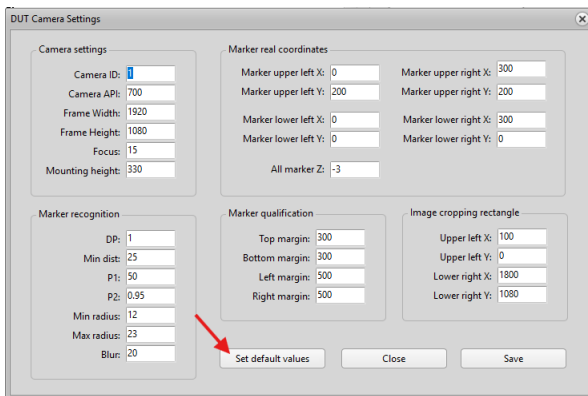 DUT Camera Settings
Camera settings
Camera ID: 1
Camera API: 700
Frame Width: 1920
Frame Height: 1080
Focus: 15
Mounting height: 330
Marker real coordinates
Marker upper left X: 0
Marker upper right X: 300
Marker upper left Y: 200
Marker upper right Y: 200
Marker lower left X: 0
Marker lower right X: 300
Marker lower left Y: 0
Marker lower right Y: 0
All marker Z: -3
Marker recognition
DP: 1
Min dist: 25
P1: 50
P2: 0.95
Min radius: 12
Max radius: 23
Blur: 20
Marker qualification
Top margin: 300
Bottom margin: 300
Left margin: 500
Right margin: 500
Image cropping rectangle
Upper left X: 100
Upper left Y: 0
Lower right X: 1800
Lower right Y: 1080
Set default values
Close
Save